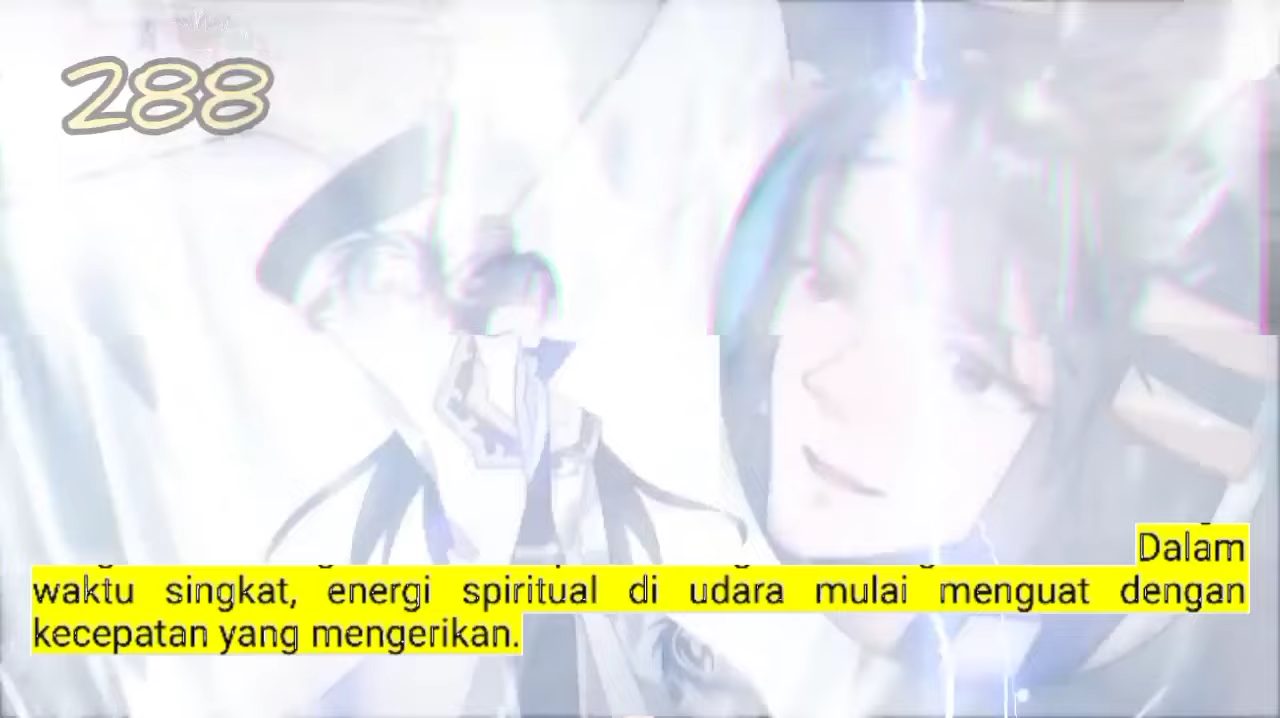 288
Dalam
waktu singkat, energi spiritual di udara mulai menguat dengan
kecepatan yang mengerikan.